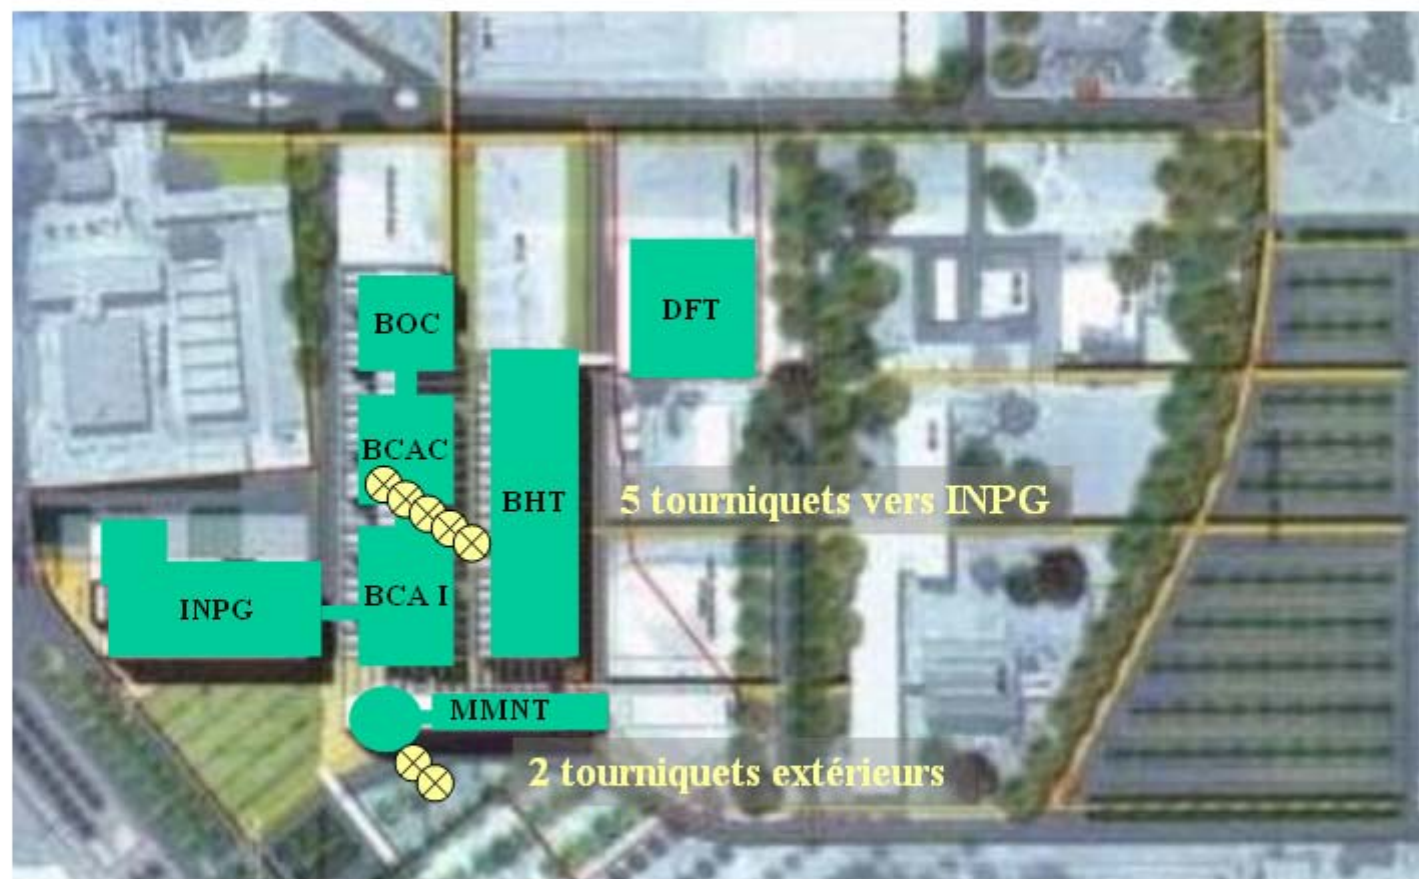 BOC
DFT
BCAC
BHT
5 tourniquets vers INPG
BCA I
INPG
MMNT
2 tourniquets extérieurs